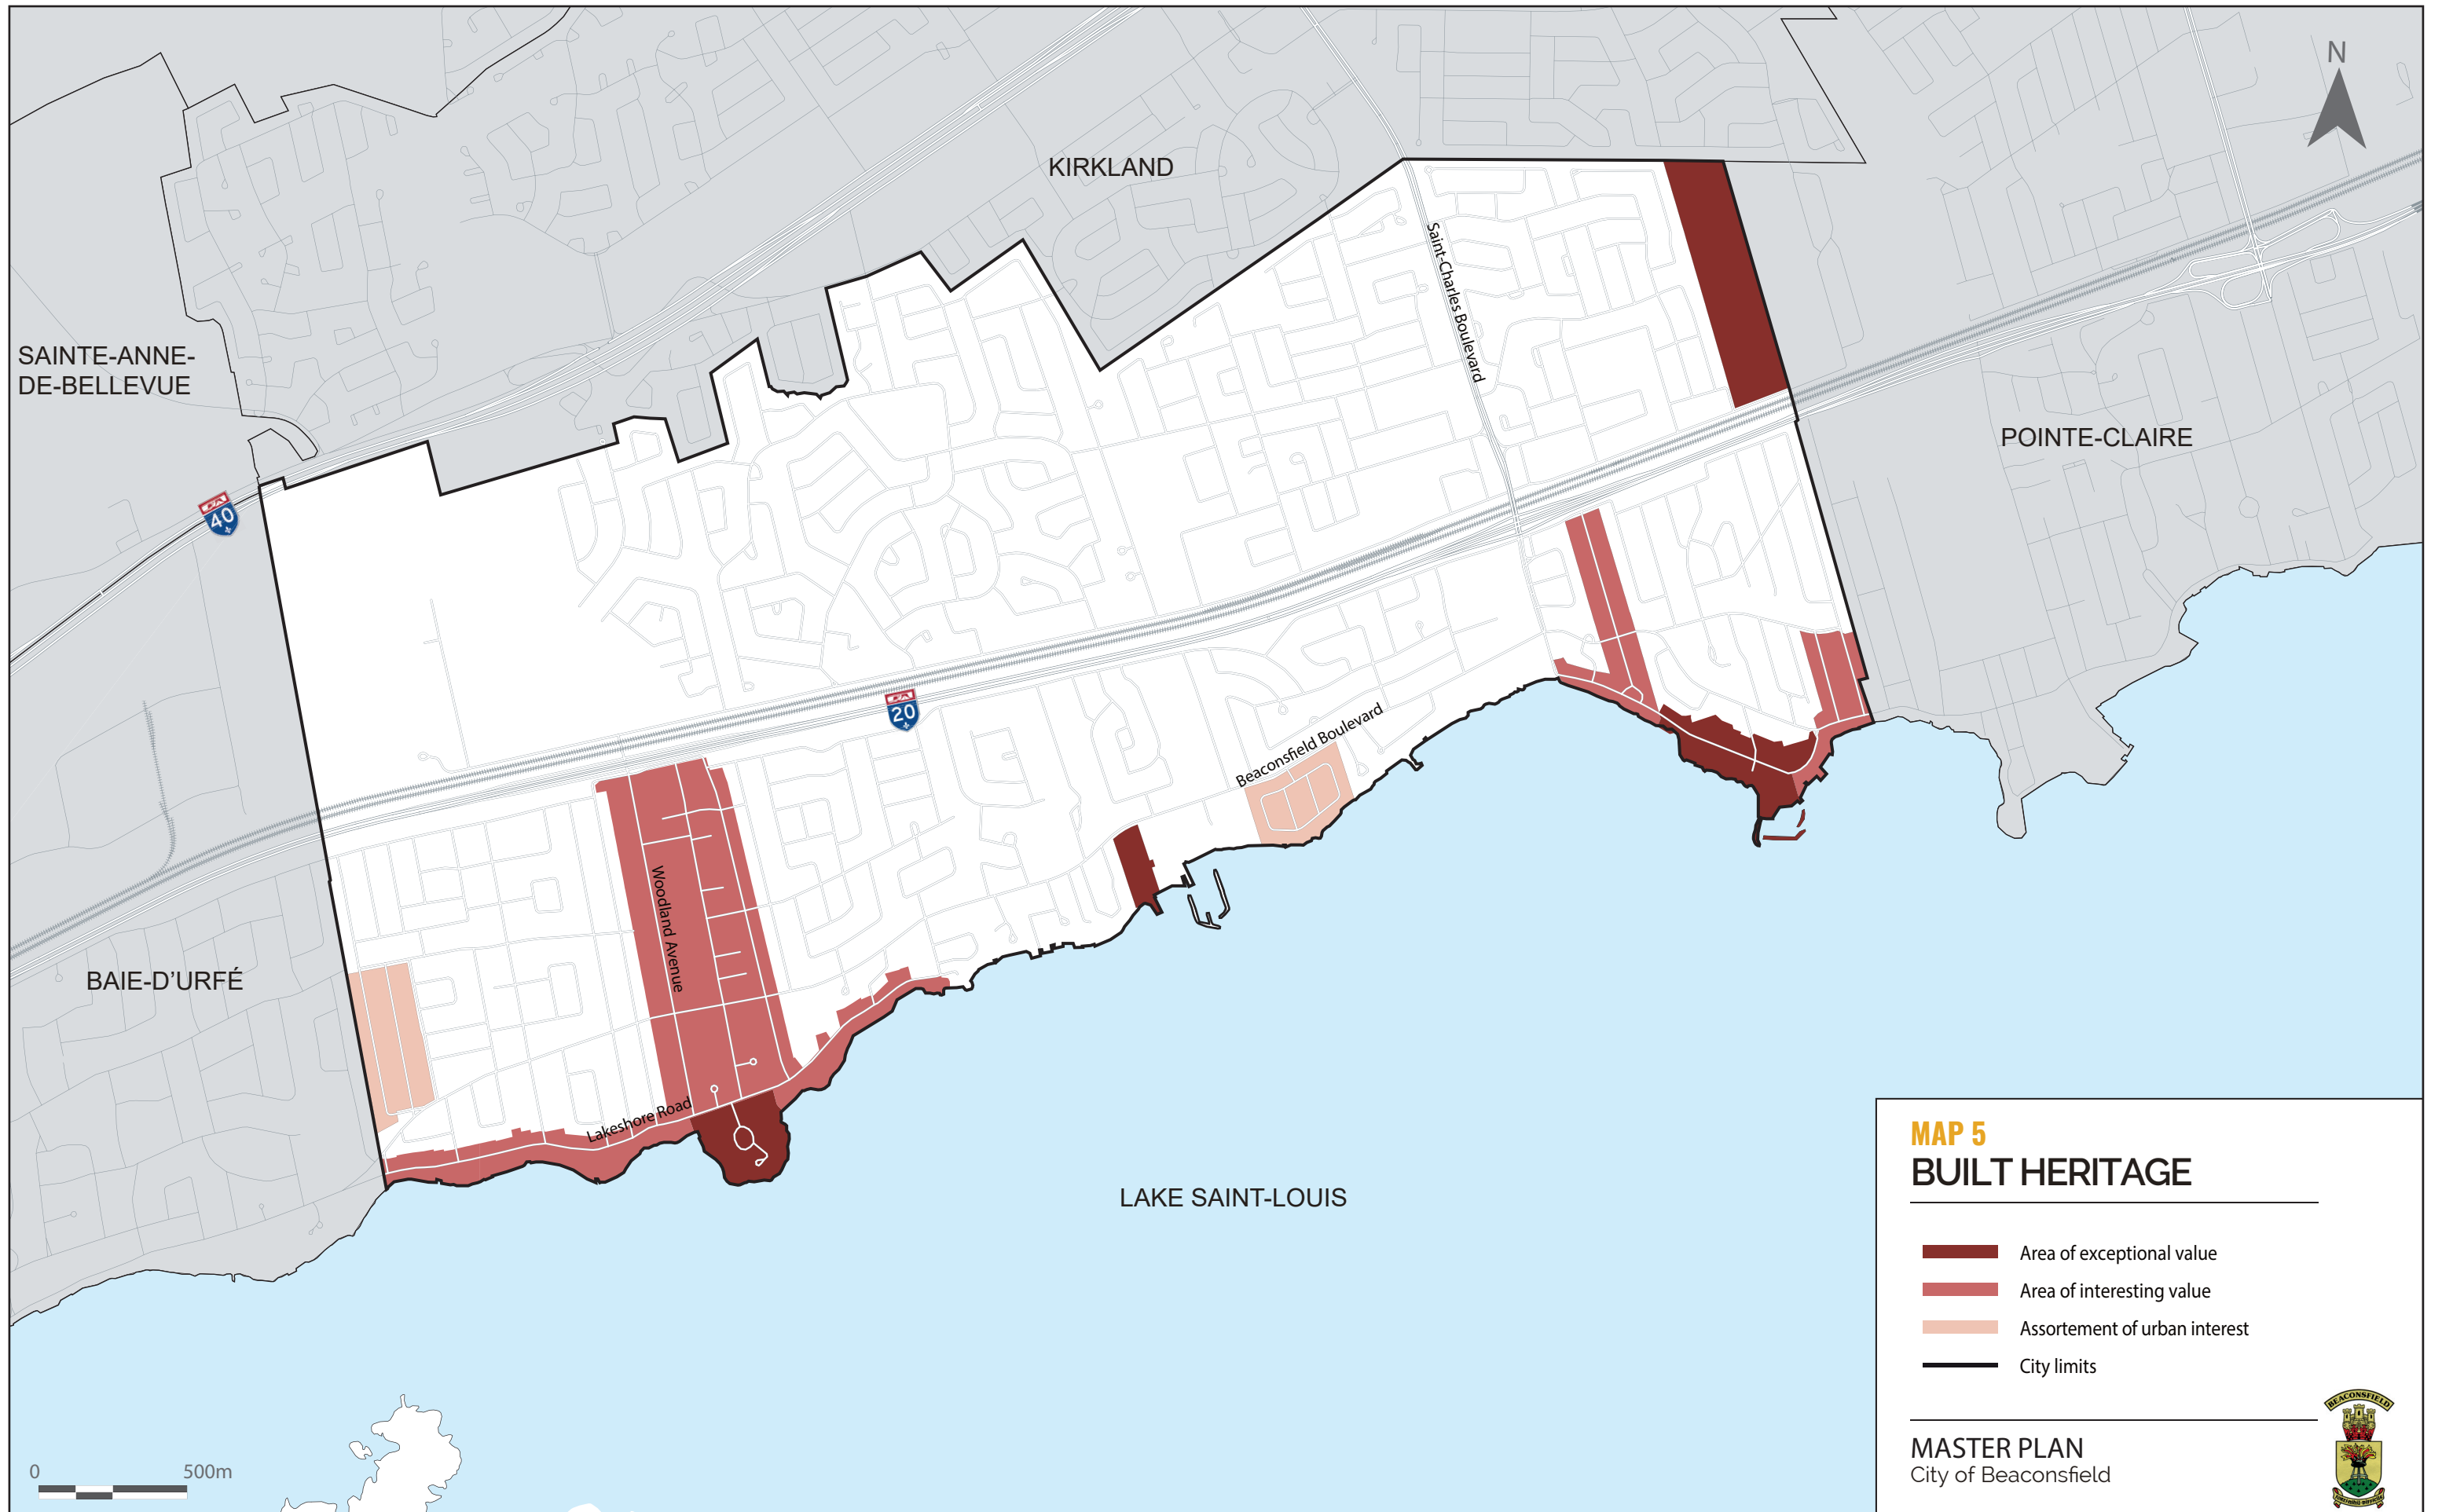 N
KIRKLAND
Saint-Charles Boulevard
SAINTE-ANNE-
DE-BELLEVUE
POINTE-CLAIRE
40
20
Beaconsfield Boulevard
Woodland Avenue
BAIE-D'URFÉ
Lakeshore Road
LAKE SAINT-LOUIS
MAP 5
BUILT HERITAGE
Area of exceptional value
Area of interesting value
Assortement of urban interest
City limits
BEACONSFIELD
MASTER PLAN
City of Beaconsfield
0 500m